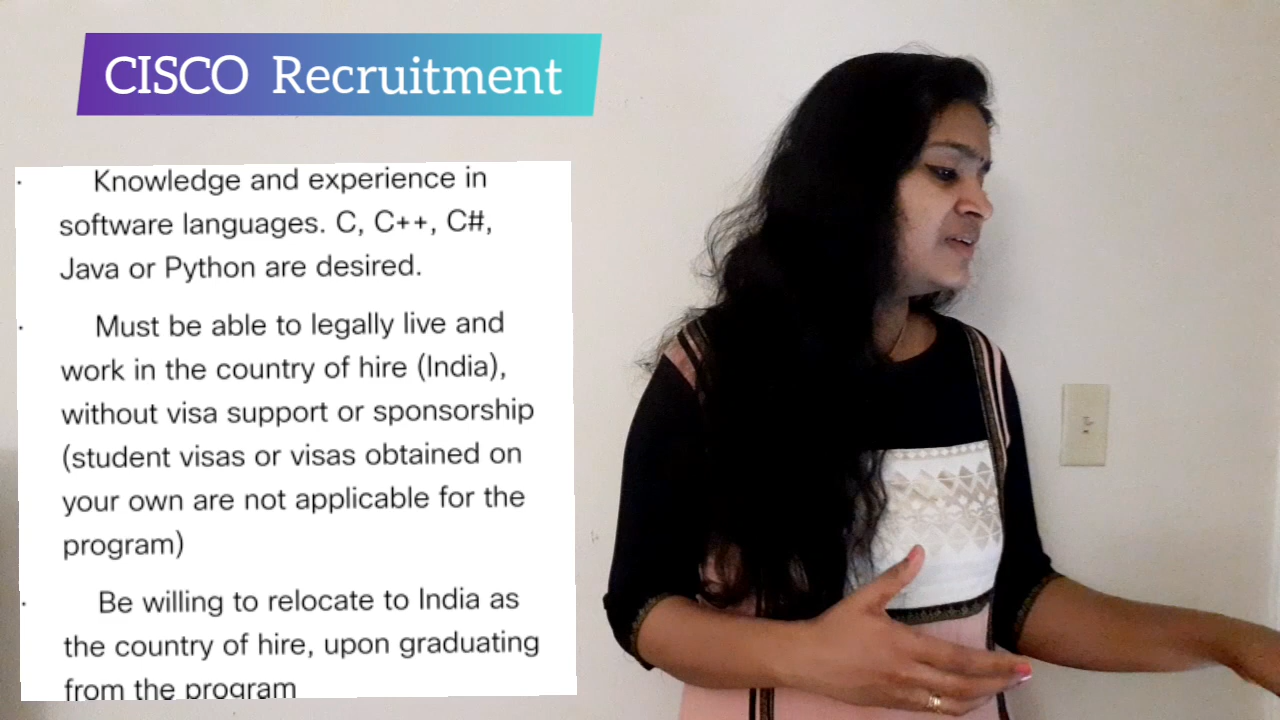 CISCO Recruitment
· Knowledge and experience in
software languages. C, C++, C#,
Java or Python are desired.
· Must be able to legally live and
work in the country of hire (India),
without visa support or sponsorship
(student visas or visas obtained on
your own are not applicable for the
program)
· Be willing to relocate to India as
the country of hire, upon graduating
from the program